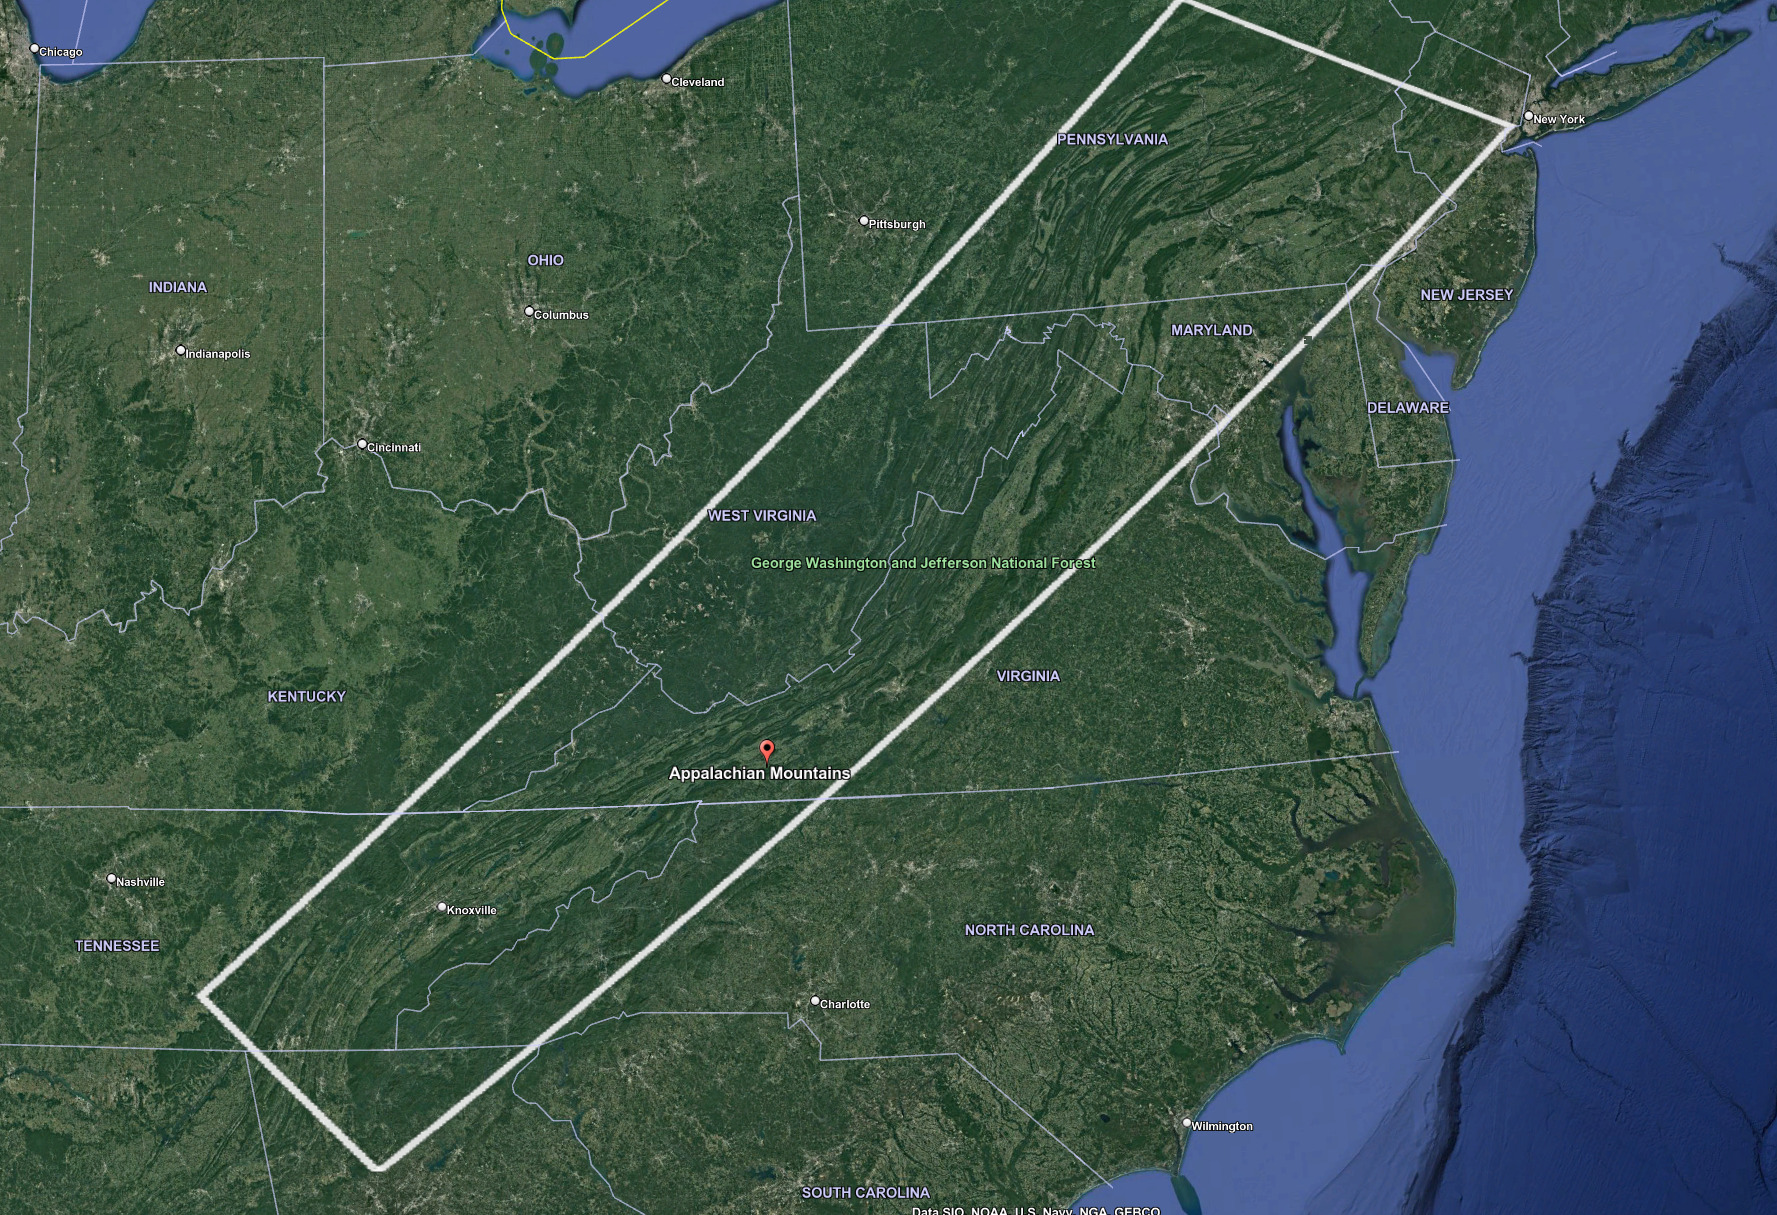 Chicago
Cleveland
New York
PENNSYLVANIA
Pittsburgh
OHIO
INDIANA
NEW JERSEY
Columbus
MARYLAND
Indianapolis
DELAWARE
Cincinnati
WEST VIRGINIA
George Washington and Jefferson National Forest
VIRGINIA
KENTUCKY
Appalachian Mountains
Nashville
Knoxville
NORTH CAROLINA
TENNESSEE
Charlotte
Wilmington
SOUTH CAROLINA
Data SIO, NOAA, U.S. Navy, NGA, GEBCO